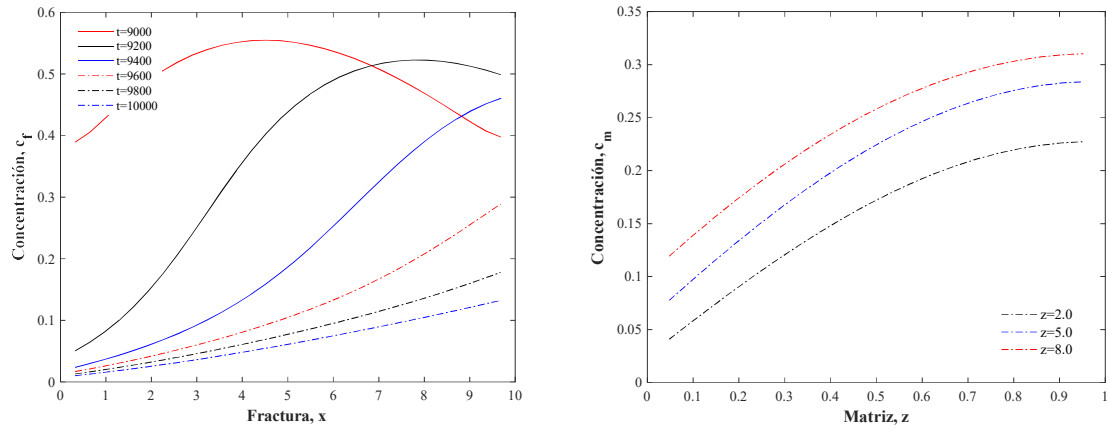 0.6
0.5
0.4
0.3
0.2
0.1
0
t=9000
t=9200
t=9400
t=9600
t=9800
t=10000
Concentración, c_f
0 1 2 3 4 5 6 7 8 9 10
Fractura, x
0.35
0.3
0.25
0.2
0.15
0.1
0.05
0
Concentración, c_m
z=2.0
z=5.0
z=8.0
0 0.1 0.2 0.3 0.4 0.5 0.6 0.7 0.8 0.9 1
Matriz, z